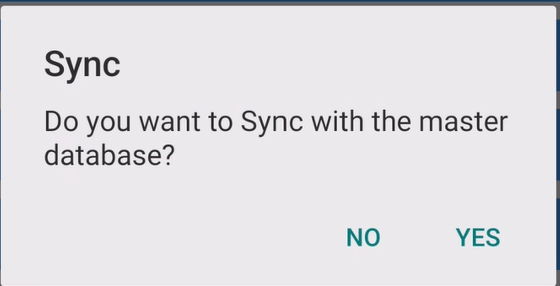 Sync
Do you want to Sync with the master
database?
NO YES